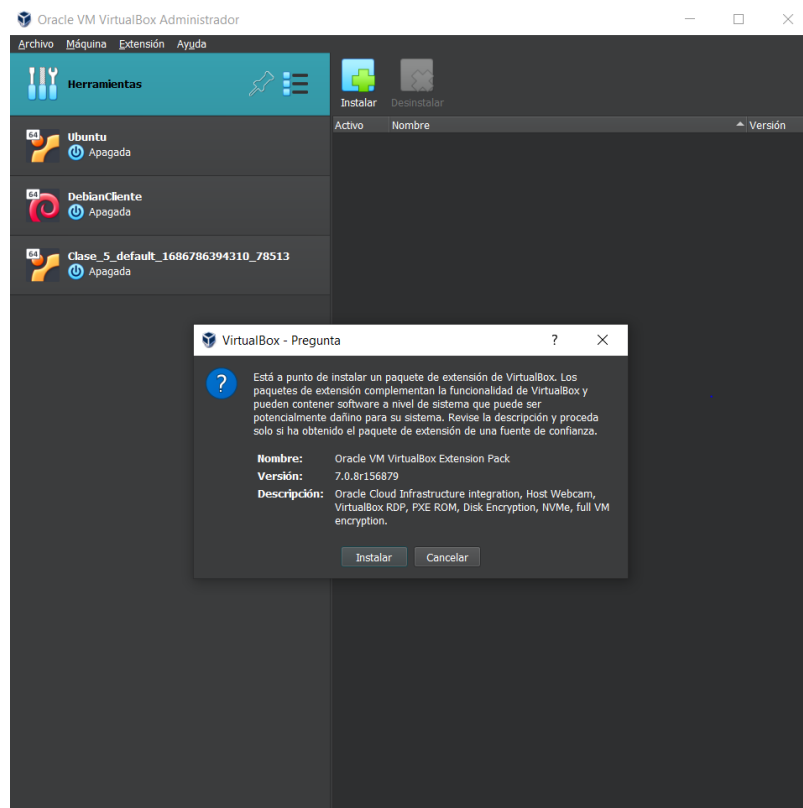 Oracle VM VirtualBox Administrador
Archivo Máquina Extensión Ayuda
Herramientas
Instalar Desinstalar
Activo Nombre Versión
64
Ubuntu
Apagada
64
DebianCliente
Apagada
64
Clase_5_default_1686786394310_78513
Apagada
VirtualBox - Pregunta
?
Está a punto de instalar un paquete de extensión de VirtualBox. Los
paquetes de extensión complementan la funcionalidad de VirtualBox y
pueden contener software a nivel de sistema que puede ser
potencialmente dañino para su sistema. Revise la descripción y proceda
solo si ha obtenido el paquete de extensión de una fuente de confianza.
Nombre: Oracle VM VirtualBox Extension Pack
Versión: 7.0.8r156879
Descripción: Oracle Cloud Infrastructure integration, Host Webcam,
VirtualBox RDP, PXE ROM, Disk Encryption, NVMe, full VM
encryption.
Instalar Cancelar